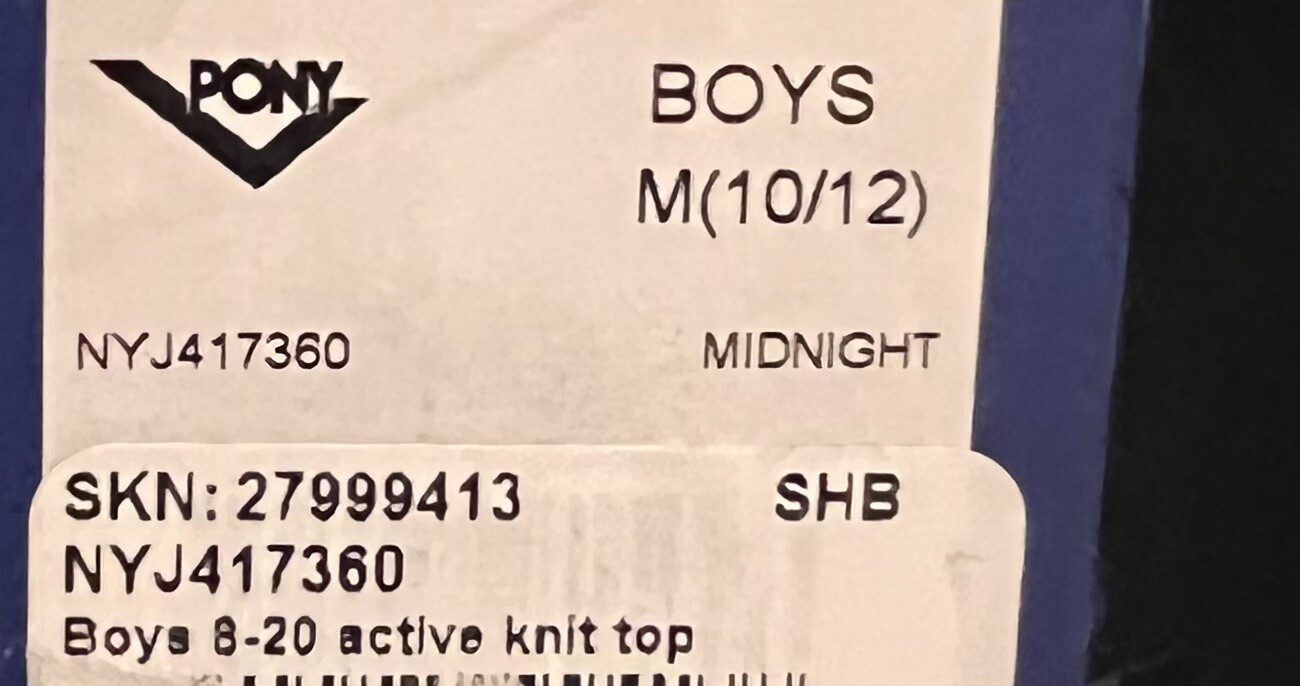 PONY
BOYS
M(10/12)
NYJ417360 MIDNIGHT
SKN: 27999413 SHB
NYJ417360
Boys 8-20 active knit top